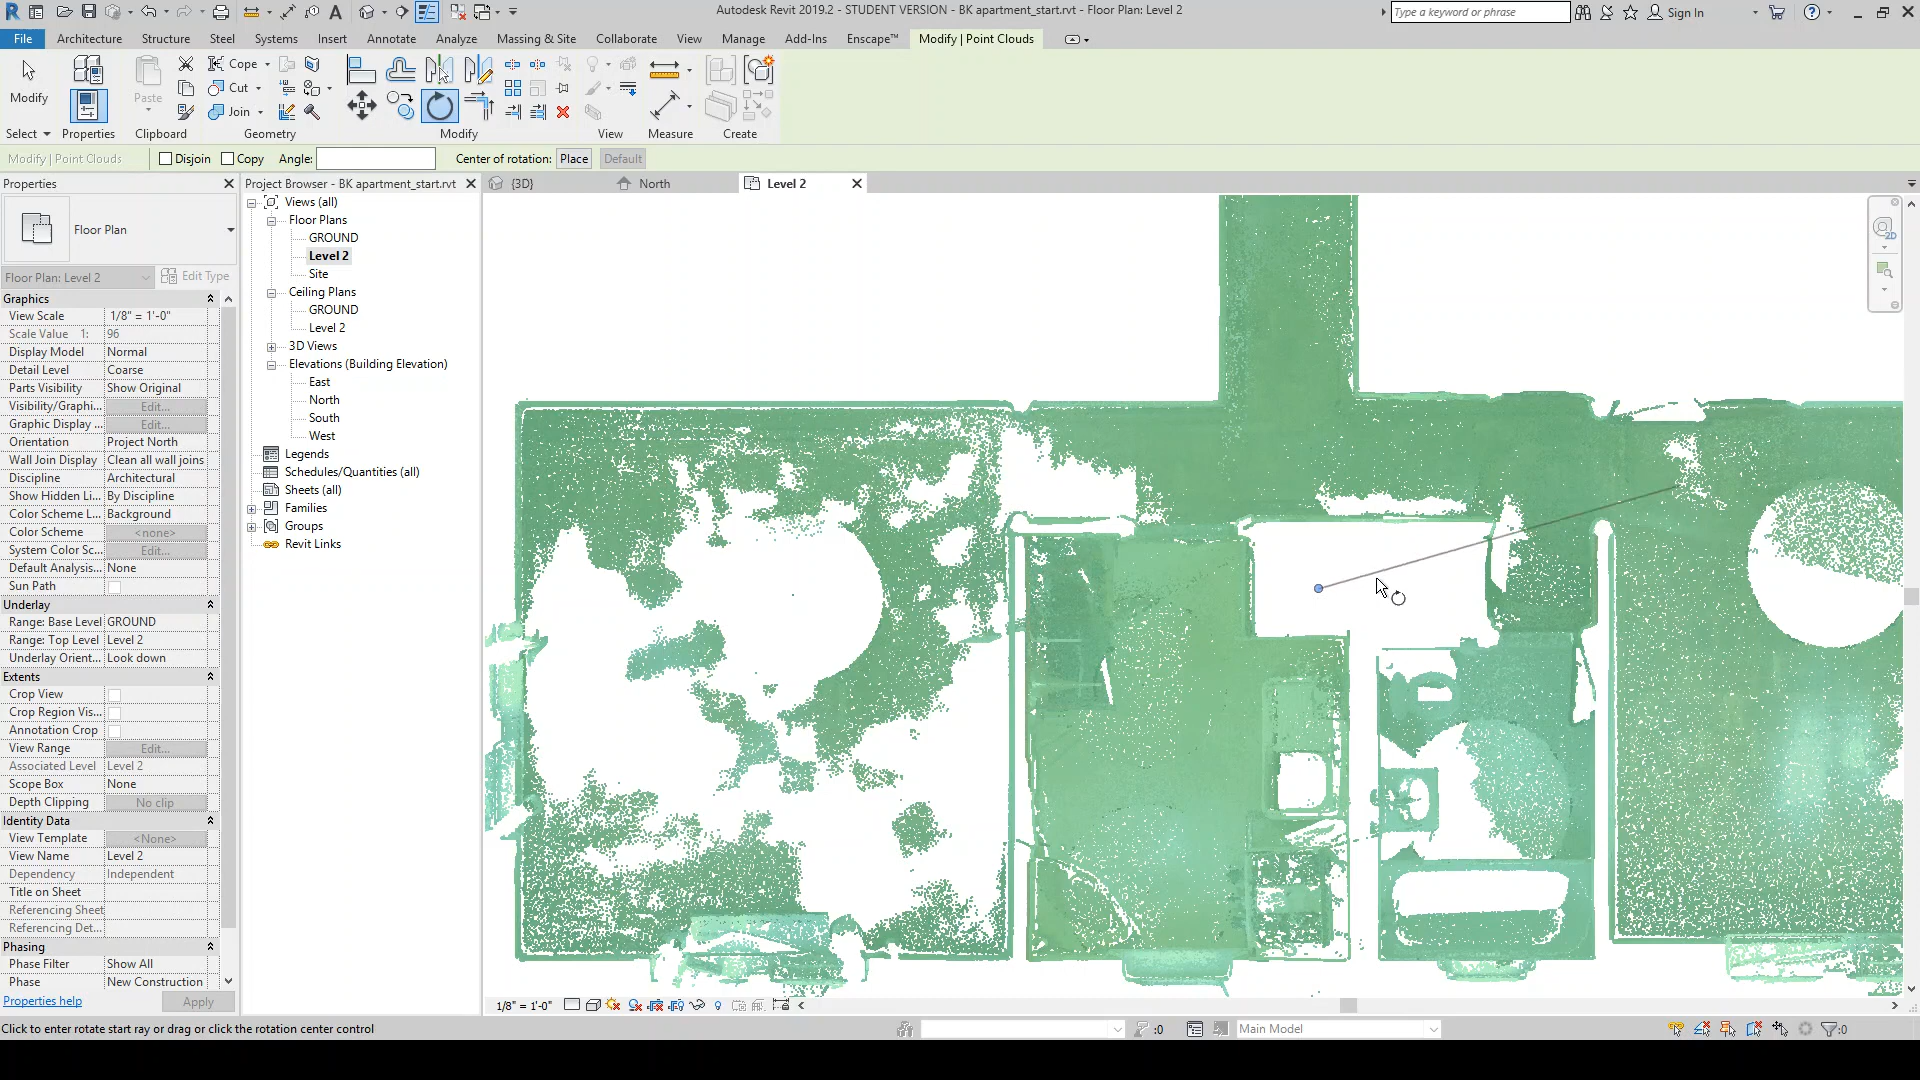 Autodesk Revit 2019.2 - STUDENT VERSION - BK apartment_start.rvt - Floor Plan: Level 2
Type a keyword or phrase
Sign In
File
Architecture
Structure
Steel
Systems
Insert
Annotate
Analyze
Massing & Site
Collaborate
View
Manage
Add-Ins
Enscape™
Modify | Point Clouds
Modify
Paste
Cope
Cut
Join
Select
Properties
Clipboard
Geometry
Modify
View
Measure
Create
Modify | Point Clouds
Disjoin
Copy
Angle:
Center of rotation:
Place
Default
Properties
Floor Plan
Floor Plan: Level 2
Edit Type
Graphics
View Scale 1/8" = 1'-0"
Scale Value 1: 96
Display Model Normal
Detail Level Coarse
Parts Visibility Show Original
Visibility/Graphi... Edit...
Graphic Display ... Edit...
Orientation Project North
Wall Join Display Clean all wall joins
Discipline Architectural
Show Hidden Li... By Discipline
Color Scheme L... Background
Color Scheme <none>
System Color Sc... Edit...
Default Analysis... None
Sun Path
Underlay
Range: Base Level GROUND
Range: Top Level Level 2
Underlay Orient... Look down
Extents
Crop View
Crop Region Vis...
Annotation Crop
View Range Edit...
Associated Level Level 2
Scope Box None
Depth Clipping No clip
Identity Data
View Template <None>
View Name Level 2
Dependency Independent
Title on Sheet
Referencing Sheet
Referencing Det...
Phasing
Phase Filter Show All
Phase New Construction
Properties help
Apply
Project Browser - BK apartment_start.rvt
Views (all)
Floor Plans
GROUND
Level 2
Site
Ceiling Plans
GROUND
Level 2
3D Views
Elevations (Building Elevation)
East
North
South
West
Legends
Schedules/Quantities (all)
Sheets (all)
Families
Groups
Revit Links
{3D}
North
Level 2
2D
1/8" = 1'-0"
Click to enter rotate start ray or drag or click the rotation center control
:0
Main Model
:0